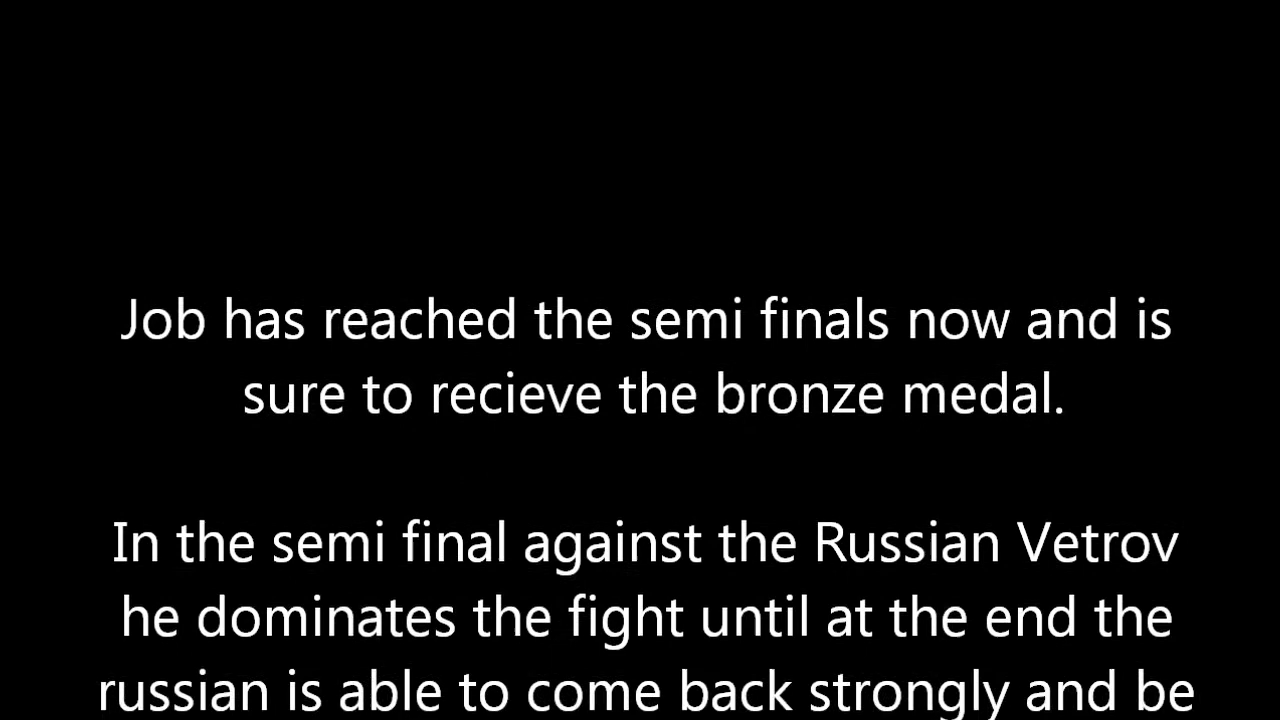 Job has reached the semi finals now and is
sure to recieve the bronze medal.
In the semi final against the Russian Vetrov
he dominates the fight until at the end the
russian is able to come back strongly and be